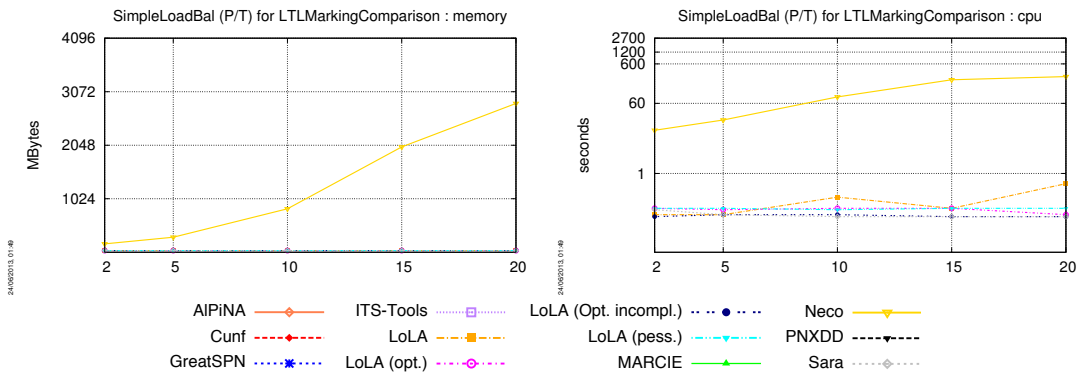 SimpleLoadBal (P/T) for LTLMarkingComparison : memory
4096
3072
2048
1024
MBytes
2 5 10 15 20
24/06/2013, 01:49
SimpleLoadBal (P/T) for LTLMarkingComparison : cpu
2700
1200
600
60
1
seconds
2 5 10 15 20
24/06/2013, 01:49
AlPiNA ITS-Tools LoLA (Opt. incompl.) Neco
Cunf LoLA LoLA (pess.) PNXDD
GreatSPN LoLA (opt.) MARCIE Sara